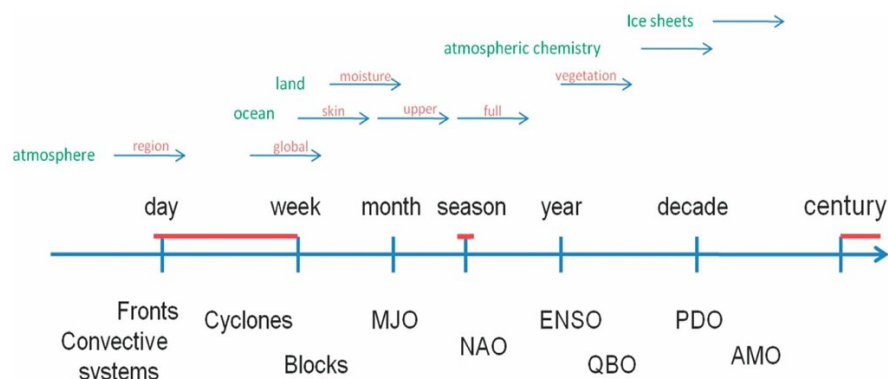 Ice sheets
atmospheric chemistry
land moisture vegetation
ocean skin upper full
atmosphere region global
day week month season year decade century
Fronts Cyclones MJO ENSO PDO
Convective
systems
NAO
Blocks QBO AMO